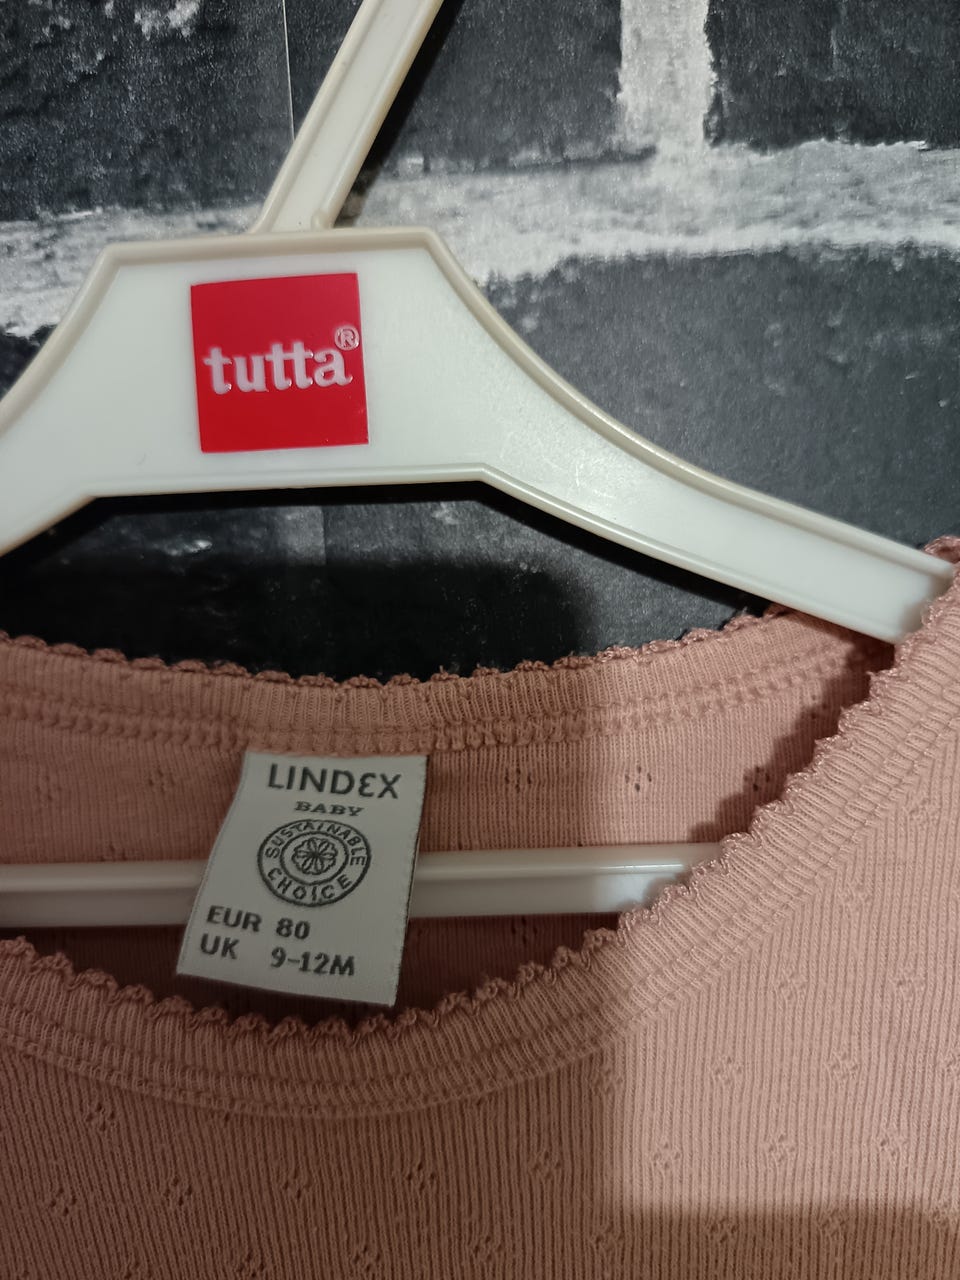 tutta®
LINDEX
BABY
SUSTAINABLE
CHOICE
EUR 80
UK 9-12M